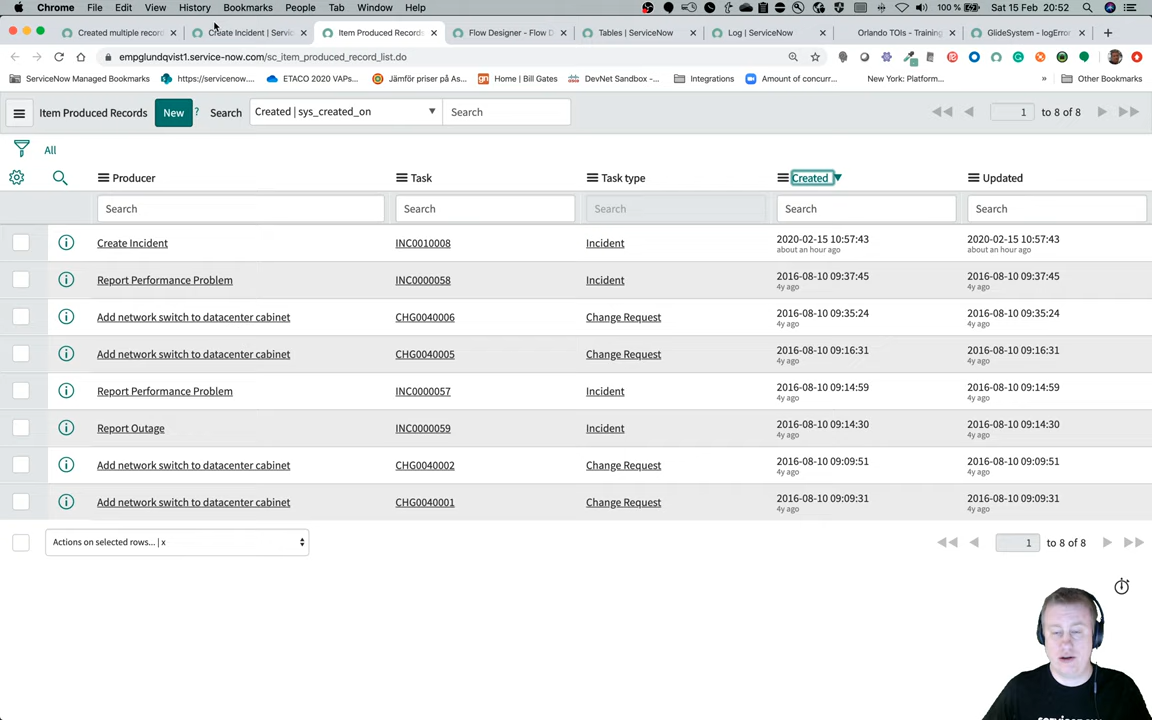 Chrome File Edit View History Bookmarks People Tab Window Help 100 % Sat 15 Feb 20:52
Created multiple recor Create Incident | Servic Item Produced Records Flow Designer - Flow D Tables | ServiceNow Log | ServiceNow Orlando TOIs - Training GlideSystem - logError
empglundqvist1.service-now.com/sc_item_produced_record_list.do
ServiceNow Managed Bookmarks https://servicenow.... ETACO 2020 VAPs... Jämför priser på As... Home | Bill Gates DevNet Sandbox -... Integrations Amount of concurr... New York: Platform... » Other Bookmarks
Item Produced Records New ? Search Created | sys_created_on Search 1 to 8 of 8
All
Producer Task Task type Created Updated
Search Search Search Search Search
Create Incident INC0010008 Incident 2020-02-15 10:57:43 2020-02-15 10:57:43
about an hour ago about an hour ago
Report Performance Problem INC0000058 Incident 2016-08-10 09:37:45 2016-08-10 09:37:45
4y ago 4y ago
Add network switch to datacenter cabinet CHG0040006 Change Request 2016-08-10 09:35:24 2016-08-10 09:35:24
4y ago 4y ago
Add network switch to datacenter cabinet CHG0040005 Change Request 2016-08-10 09:16:31 2016-08-10 09:16:31
4y ago 4y ago
Report Performance Problem INC0000057 Incident 2016-08-10 09:14:59 2016-08-10 09:14:59
4y ago 4y ago
Report Outage INC0000059 Incident 2016-08-10 09:14:30 2016-08-10 09:14:30
4y ago 4y ago
Add network switch to datacenter cabinet CHG0040002 Change Request 2016-08-10 09:09:51 2016-08-10 09:09:51
4y ago 4y ago
Add network switch to datacenter cabinet CHG0040001 Change Request 2016-08-10 09:09:31 2016-08-10 09:09:31
4y ago 4y ago
Actions on selected rows... | x 1 to 8 of 8